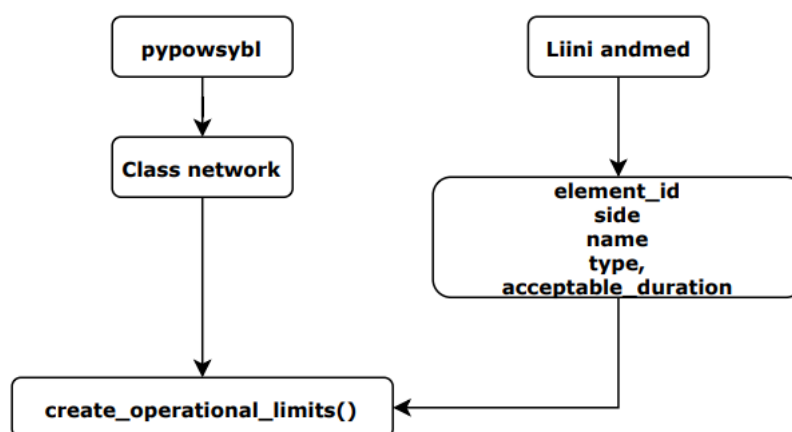 pypowsybl
Liini andmed
Class network
element_id
side
name
type,
acceptable_duration
create_operational_limits()